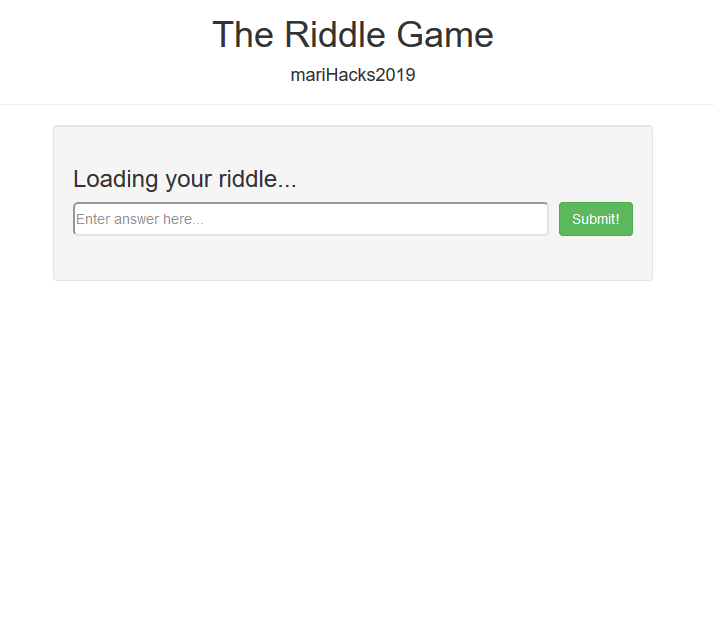 The Riddle Game
mariHacks2019
Loading your riddle...
Enter answer here...
Submit!